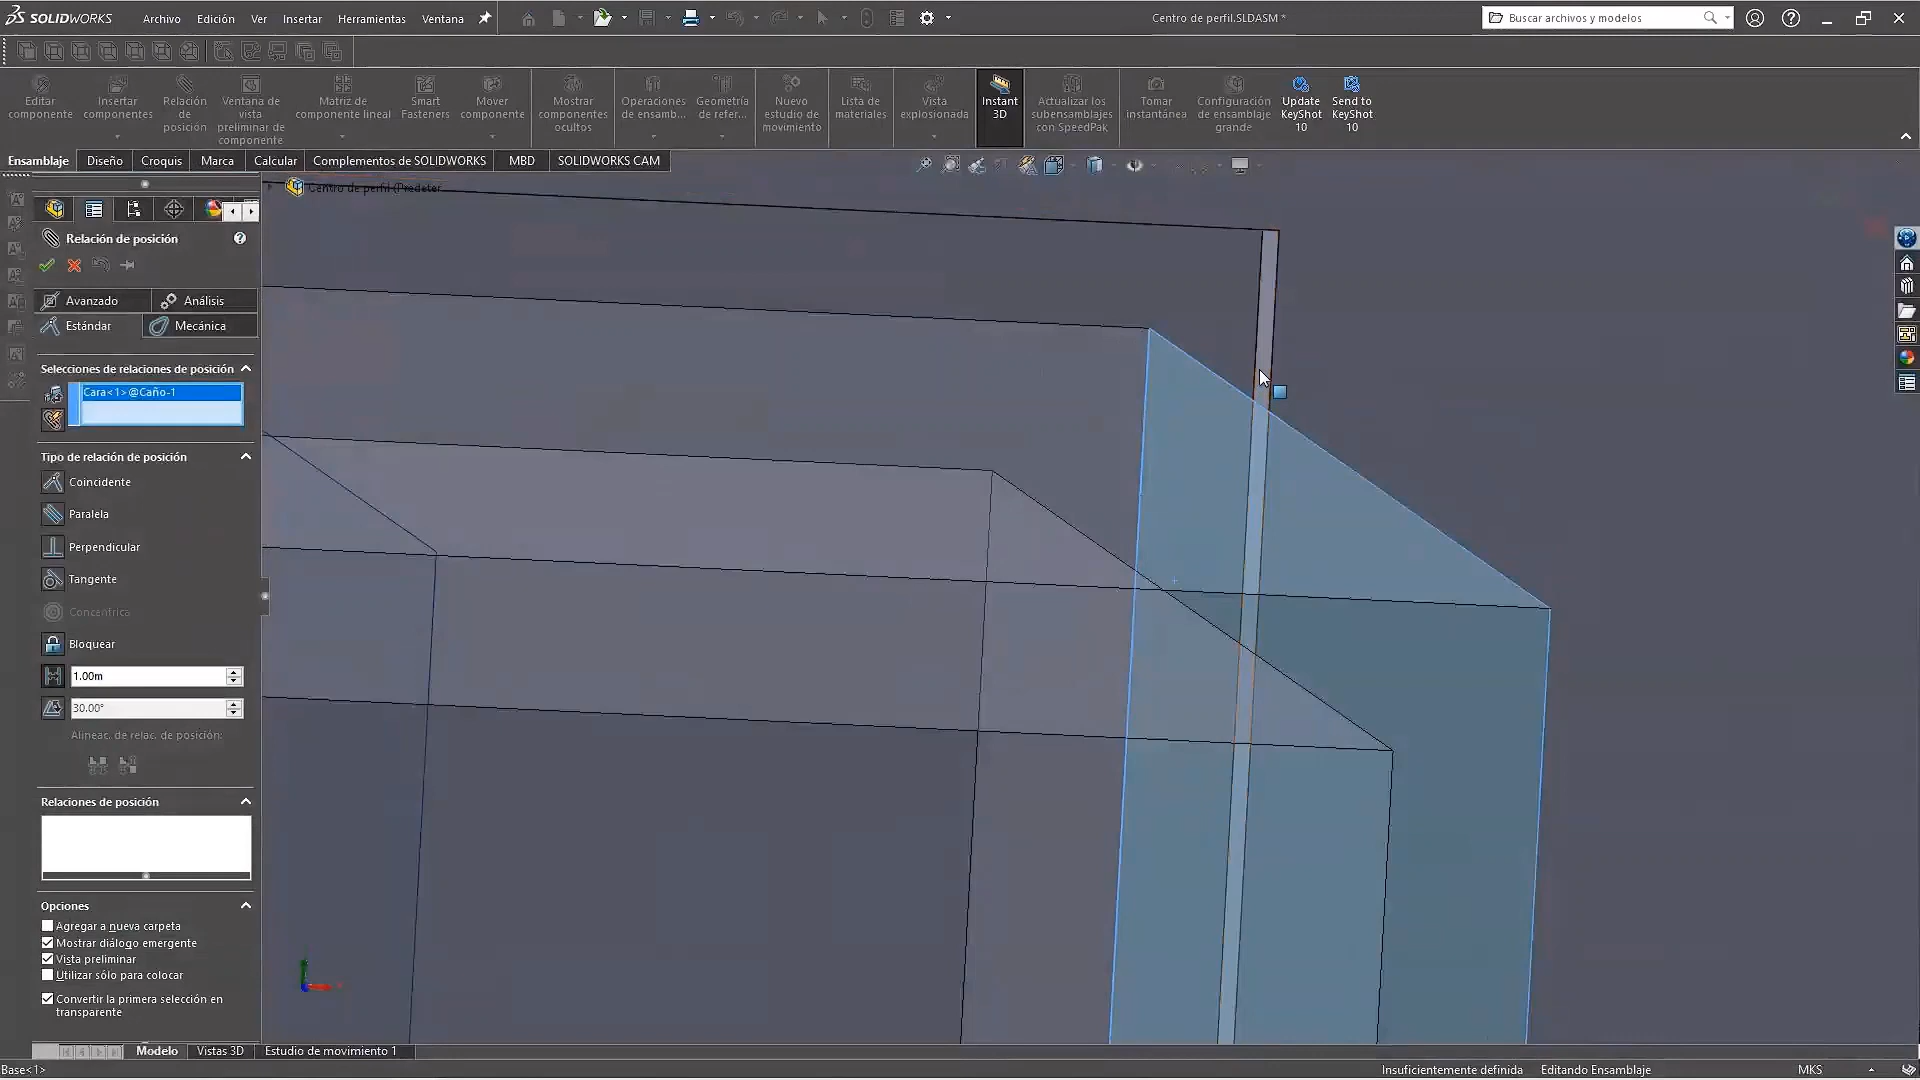 SOLIDWORKS
Archivo
Edición
Ver
Insertar
Herramientas
Ventana
Centro de perfil.SLDASM *
Buscar archivos y modelos
Editar componente
Insertar componentes
Relación de posición
Ventana de vista preliminar de componente
Matriz de componente lineal
Smart Fasteners
Mover componente
Mostrar componentes ocultos
Operaciones de ensamb...
Geometría de refer...
Nuevo estudio de movimiento
Lista de materiales
Vista explosionada
Instant 3D
Actualizar los subensamblajes con SpeedPak
Tomar instantánea
Configuración de ensamblaje grande
Update KeyShot 10
Send to KeyShot 10
Ensamblaje
Diseño
Croquis
Marca
Calcular
Complementos de SOLIDWORKS
MBD
SOLIDWORKS CAM
Centro de perfil (Predeter
Relación de posición
Avanzado
Análisis
Estándar
Mecánica
Selecciones de relaciones de posición
Cara<1>@Caño-1
Tipo de relación de posición
Coincidente
Paralela
Perpendicular
Tangente
Concéntrica
Bloquear
1.00m
30.00°
Alineac. de relac. de posición:
Relaciones de posición
Opciones
Agregar a nueva carpeta
Mostrar diálogo emergente
Vista preliminar
Utilizar sólo para colocar
Convertir la primera selección en
transparente
Modelo
Vistas 3D
Estudio de movimiento 1
Base<1>
Insuficientemente definida
Editando Ensamblaje
MKS